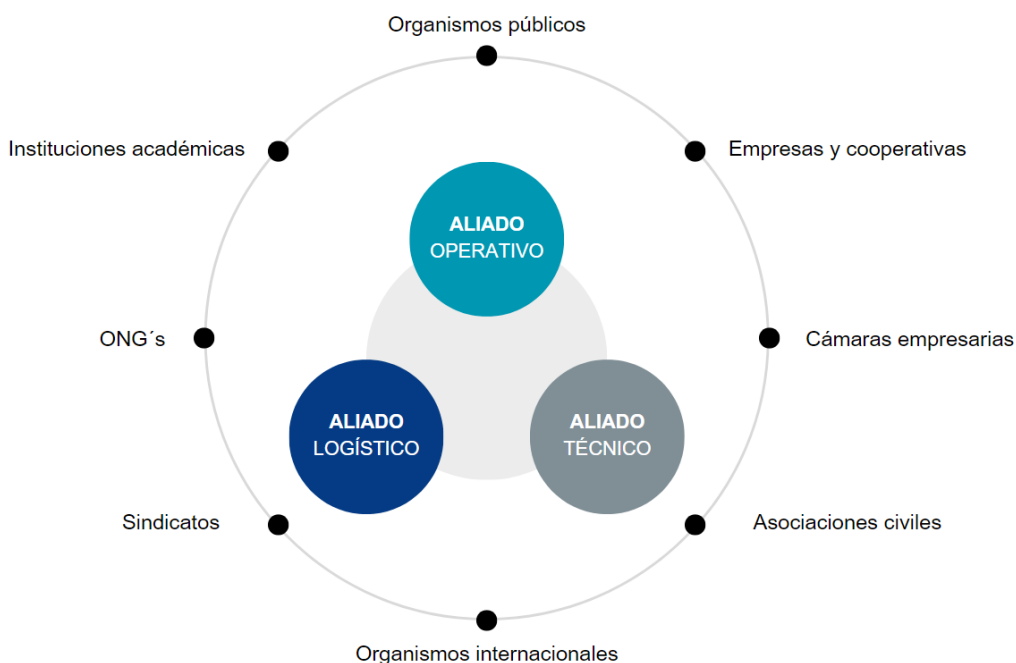 Organismos públicos
Instituciones académicas
Empresas y cooperativas
ALIADO
OPERATIVO
ONG´s
Cámaras empresarias
ALIADO
LOGÍSTICO
ALIADO
TÉCNICO
Sindicatos
Asociaciones civiles
Organismos internacionales